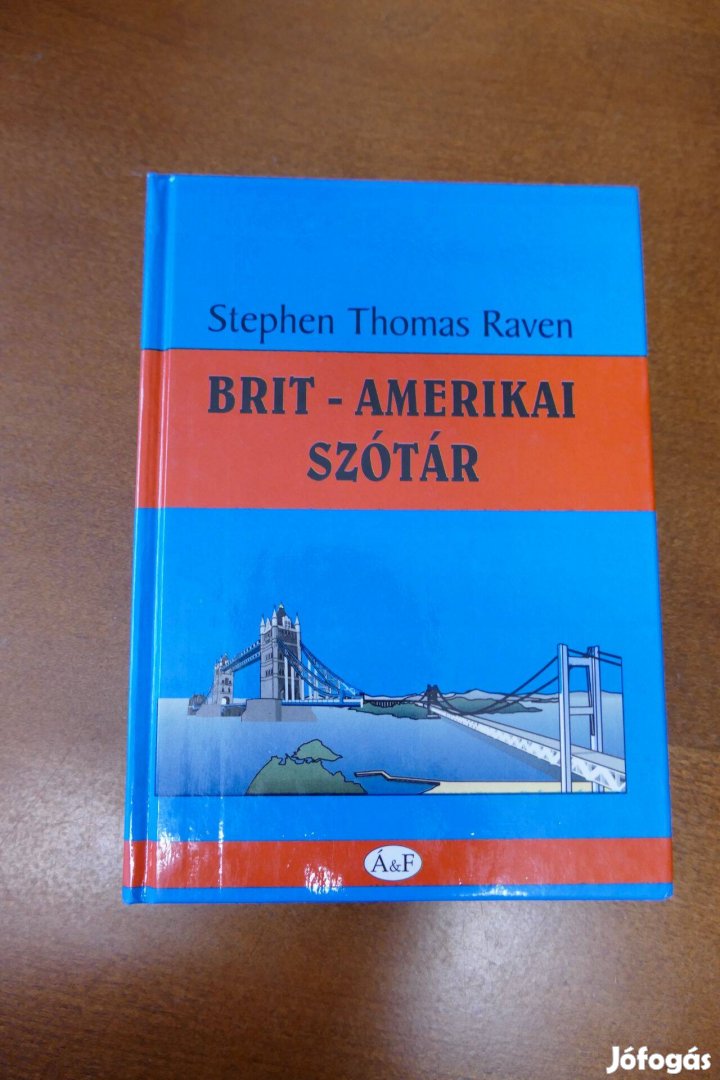 Stephen Thomas Raven
BRIT - AMERIKAI
SZÓTÁR
Á&F
Jófogás